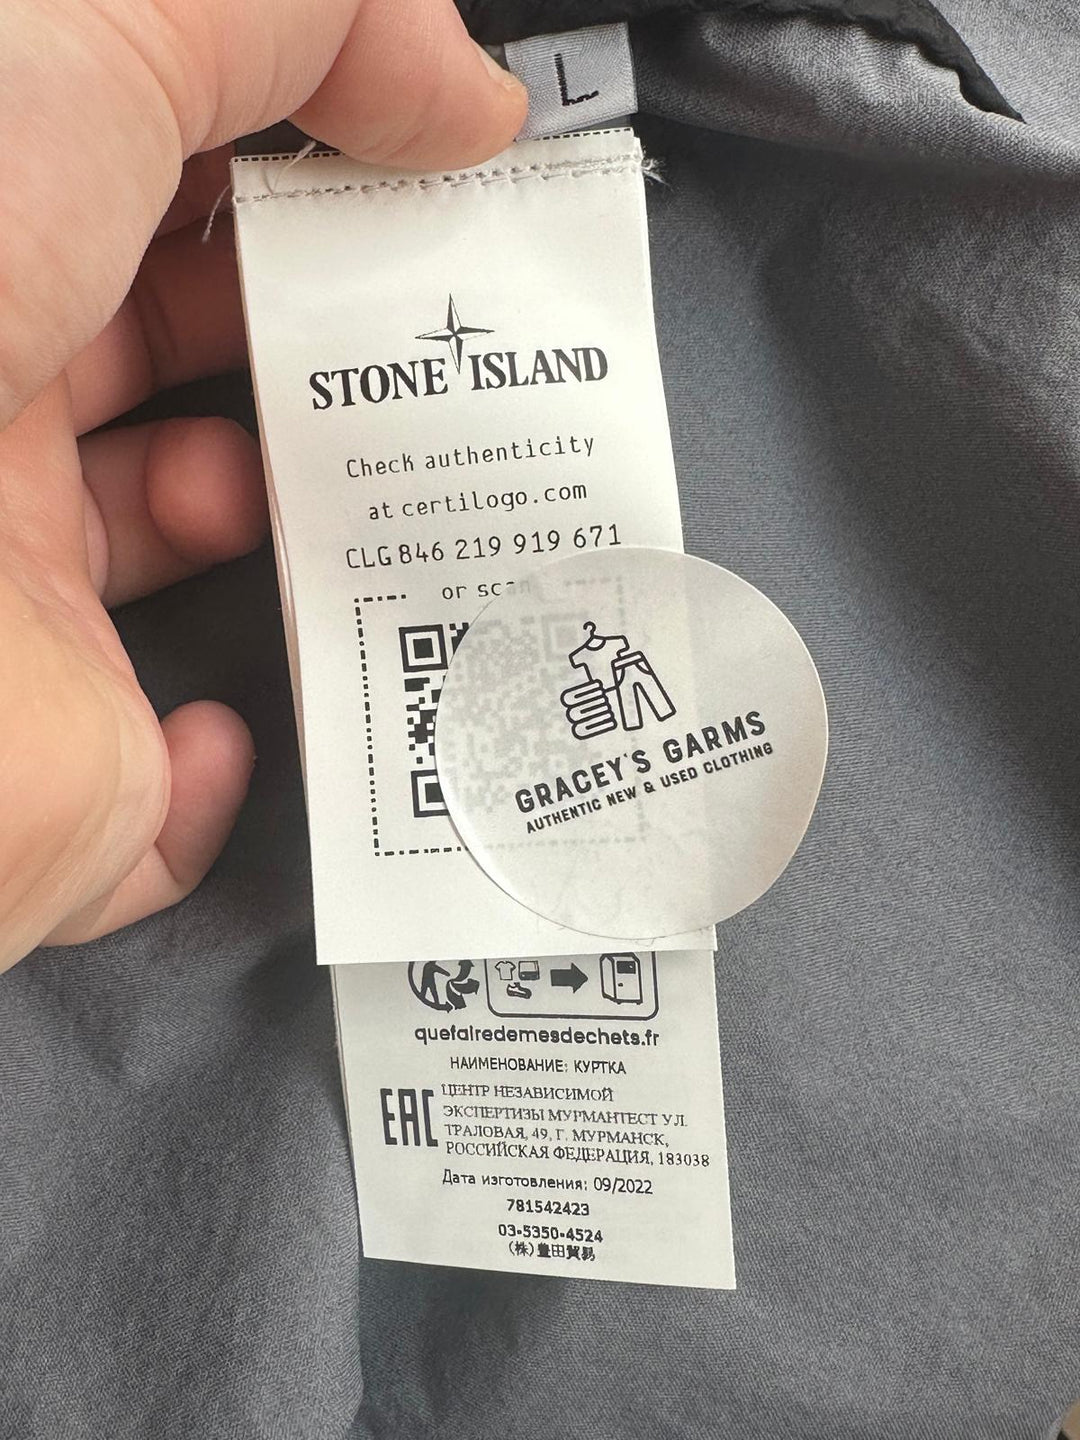 L
STONE ISLAND
Check authenticity
at certilogo.com
CLG 846 219 919 671
or scan
GRACEY'S GARMS
AUTHENTIC NEW & USED CLOTHING
quefairedemesdechets.fr
НАИМЕНОВАНИЕ: КУРТКА
EAC
ЦЕНТР НЕЗАВИСИМОЙ
ЭКСПЕРТИЗЫ МУРМАНТЕСТ УЛ.
ТРАЛОВАЯ, 49, Г. МУРМАНСК,
РОССИЙСКАЯ ФЕДЕРАЦИЯ, 183038
Дата изготовления: 09/2022
781542423
03-5350-4524
(株)豊田貿易